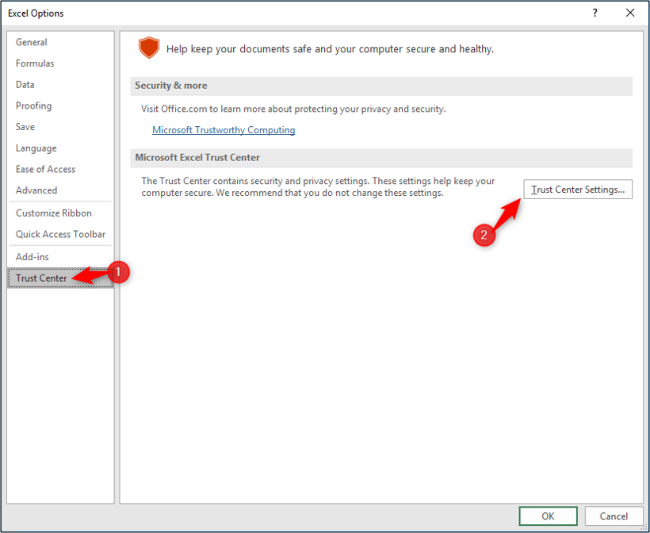 Excel Options
?
General
Formulas
Data
Proofing
Save
Language
Ease of Access
Advanced
Customize Ribbon
Quick Access Toolbar
Add-ins
Trust Center
1
Help keep your documents safe and your computer secure and healthy.
Security & more
Visit Office.com to learn more about protecting your privacy and security.
Microsoft Trustworthy Computing
Microsoft Excel Trust Center
The Trust Center contains security and privacy settings. These settings help keep your
computer secure. We recommend that you do not change these settings.
Trust Center Settings...
2
OK
Cancel